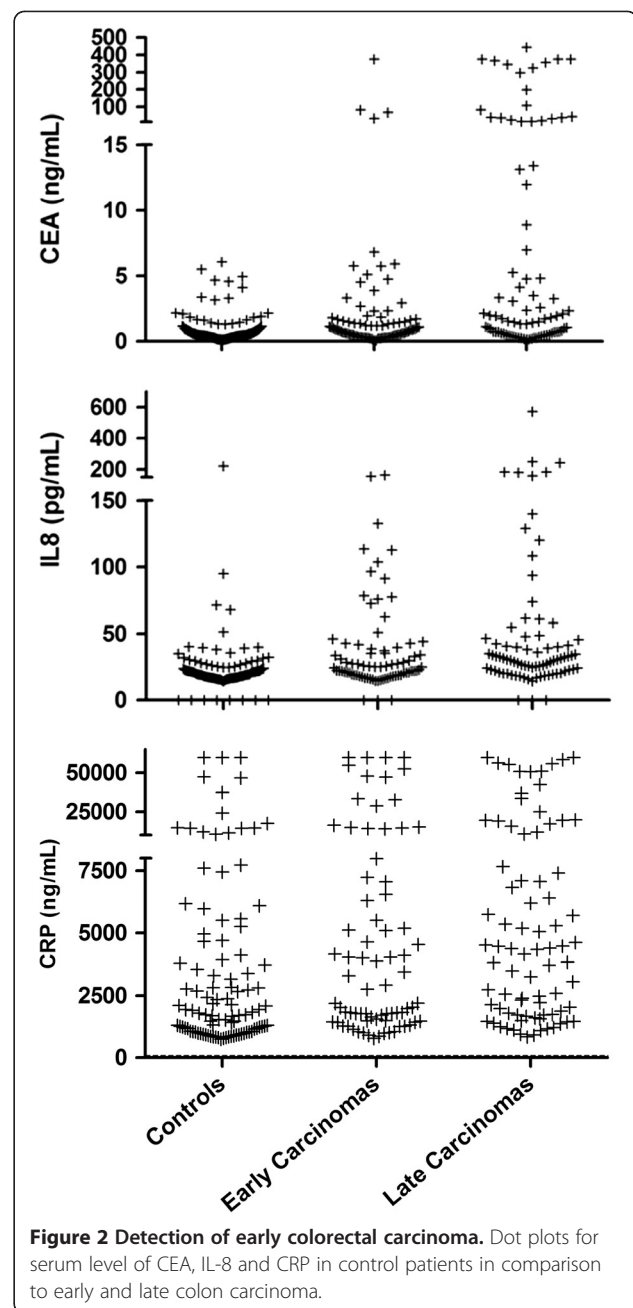 500
400
300
200
100
15
10
5
0
CEA (ng/mL)
600
400
200
150
100
50
0
IL8 (pg/mL)
50000
25000
7500
5000
2500
0
CRP (ng/mL)
Controls
Early Carcinomas
Late Carcinomas
Figure 2 Detection of early colorectal carcinoma. Dot plots for
serum level of CEA, IL-8 and CRP in control patients in comparison
to early and late colon carcinoma.